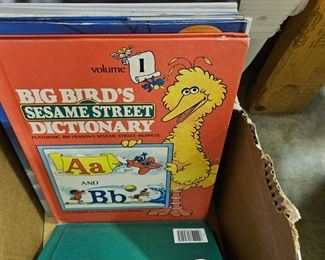 volume 1
BIG BIRD'S
SESAME STREET
DICTIONARY
FEATURING JIM HENSON'S SESAME STREET MUPPETS
Aa
AND
Bb